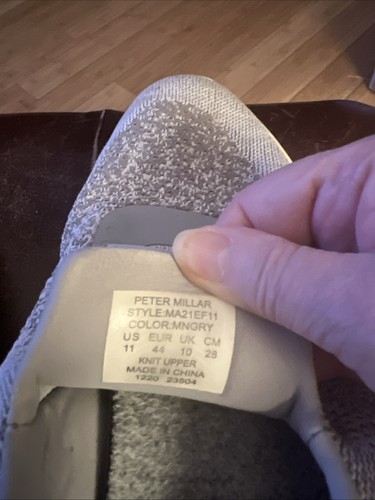 PETER MILLAR
STYLE:MA21EF11
COLOR:MNGRY
US EUR UK CM
11 44 10 28
KNIT UPPER
MADE IN CHINA
1220 23504